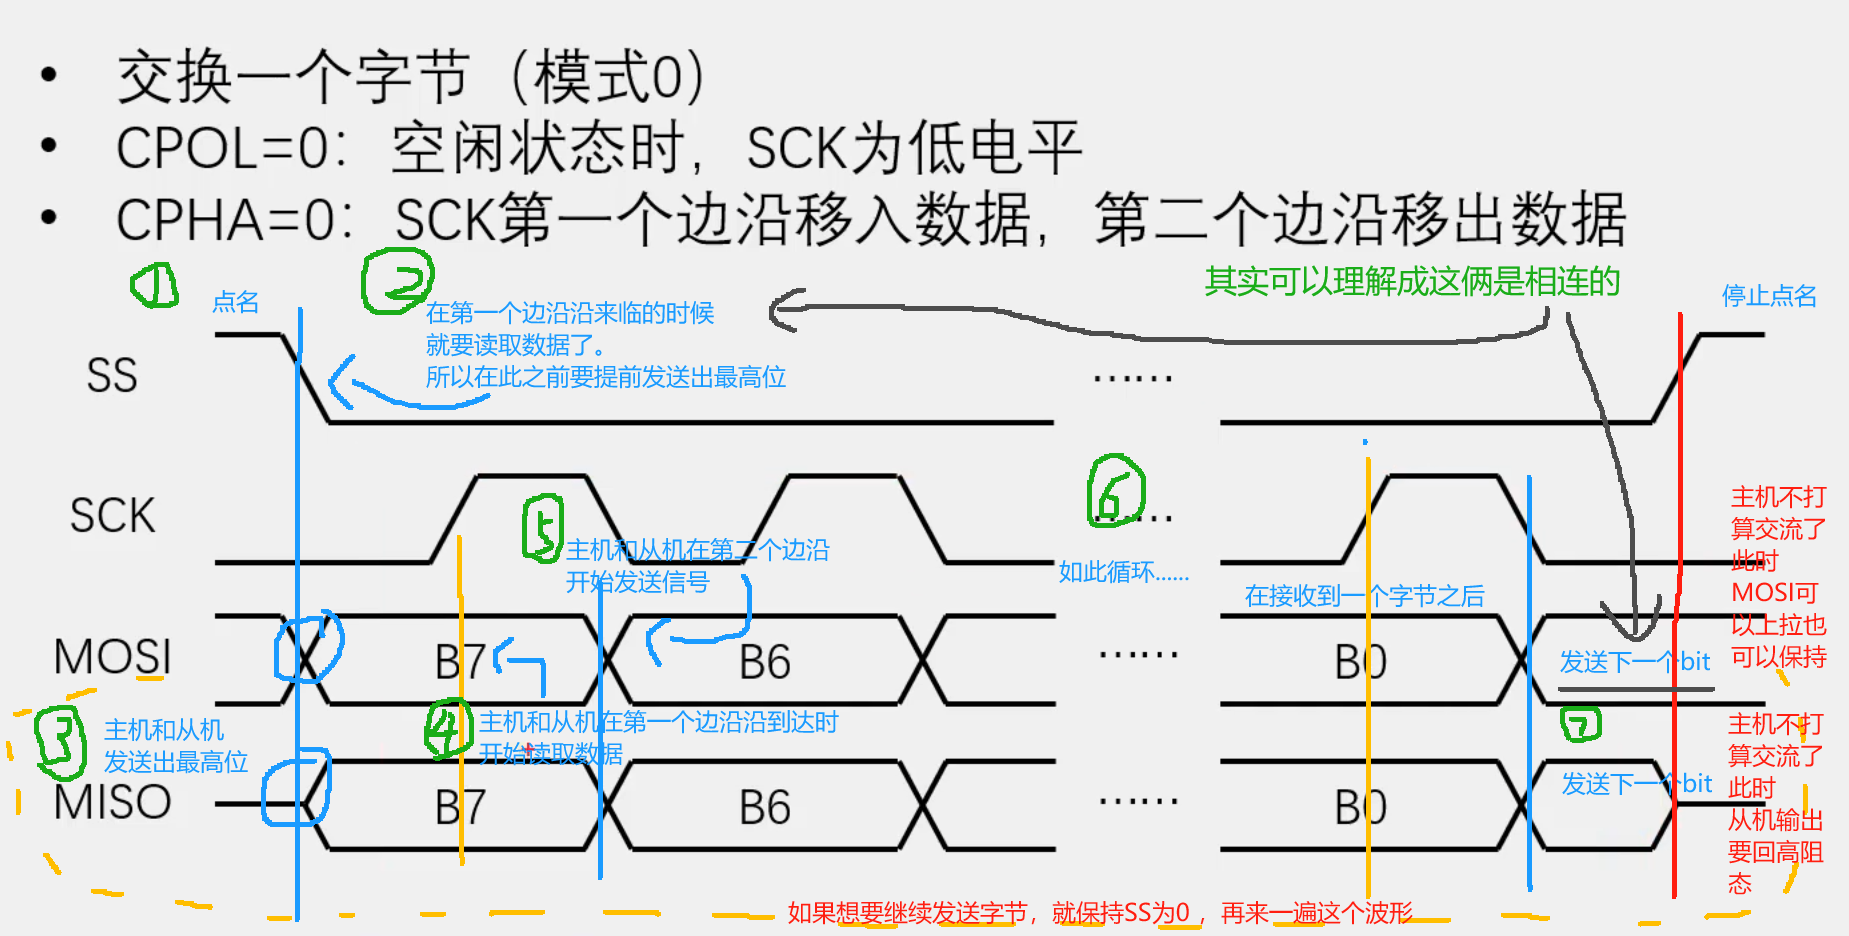 • 交换一个字节（模式0）
• CPOL=0：空闲状态时，SCK为低电平
• CPHA=0：SCK第一个边沿移入数据，第二个边沿移出数据
其实可以理解成这俩是相连的
1
点名
2
在第一个边沿沿来临的时候
就要读取数据了。
所以在此之前要提前发送出最高位
停止点名
SS
……
SCK
5
主机和从机在第二个边沿
开始发送信号
6
……
如此循环......
在接收到一个字节之后
主机不打
算交流了
此时
MOSI可
以上拉也
可以保持
MOSI
B7
B6
……
B0
发送下一个bit
3
主机和从机
发送出最高位
4
主机和从机在第一个边沿沿到达时
开始读取数据
7
MISO
B7
B6
……
B0
发送下一个bit
主机不打
算交流了
此时
从机输出
要回高阻
态
如果想要继续发送字节，就保持SS为0，再来一遍这个波形